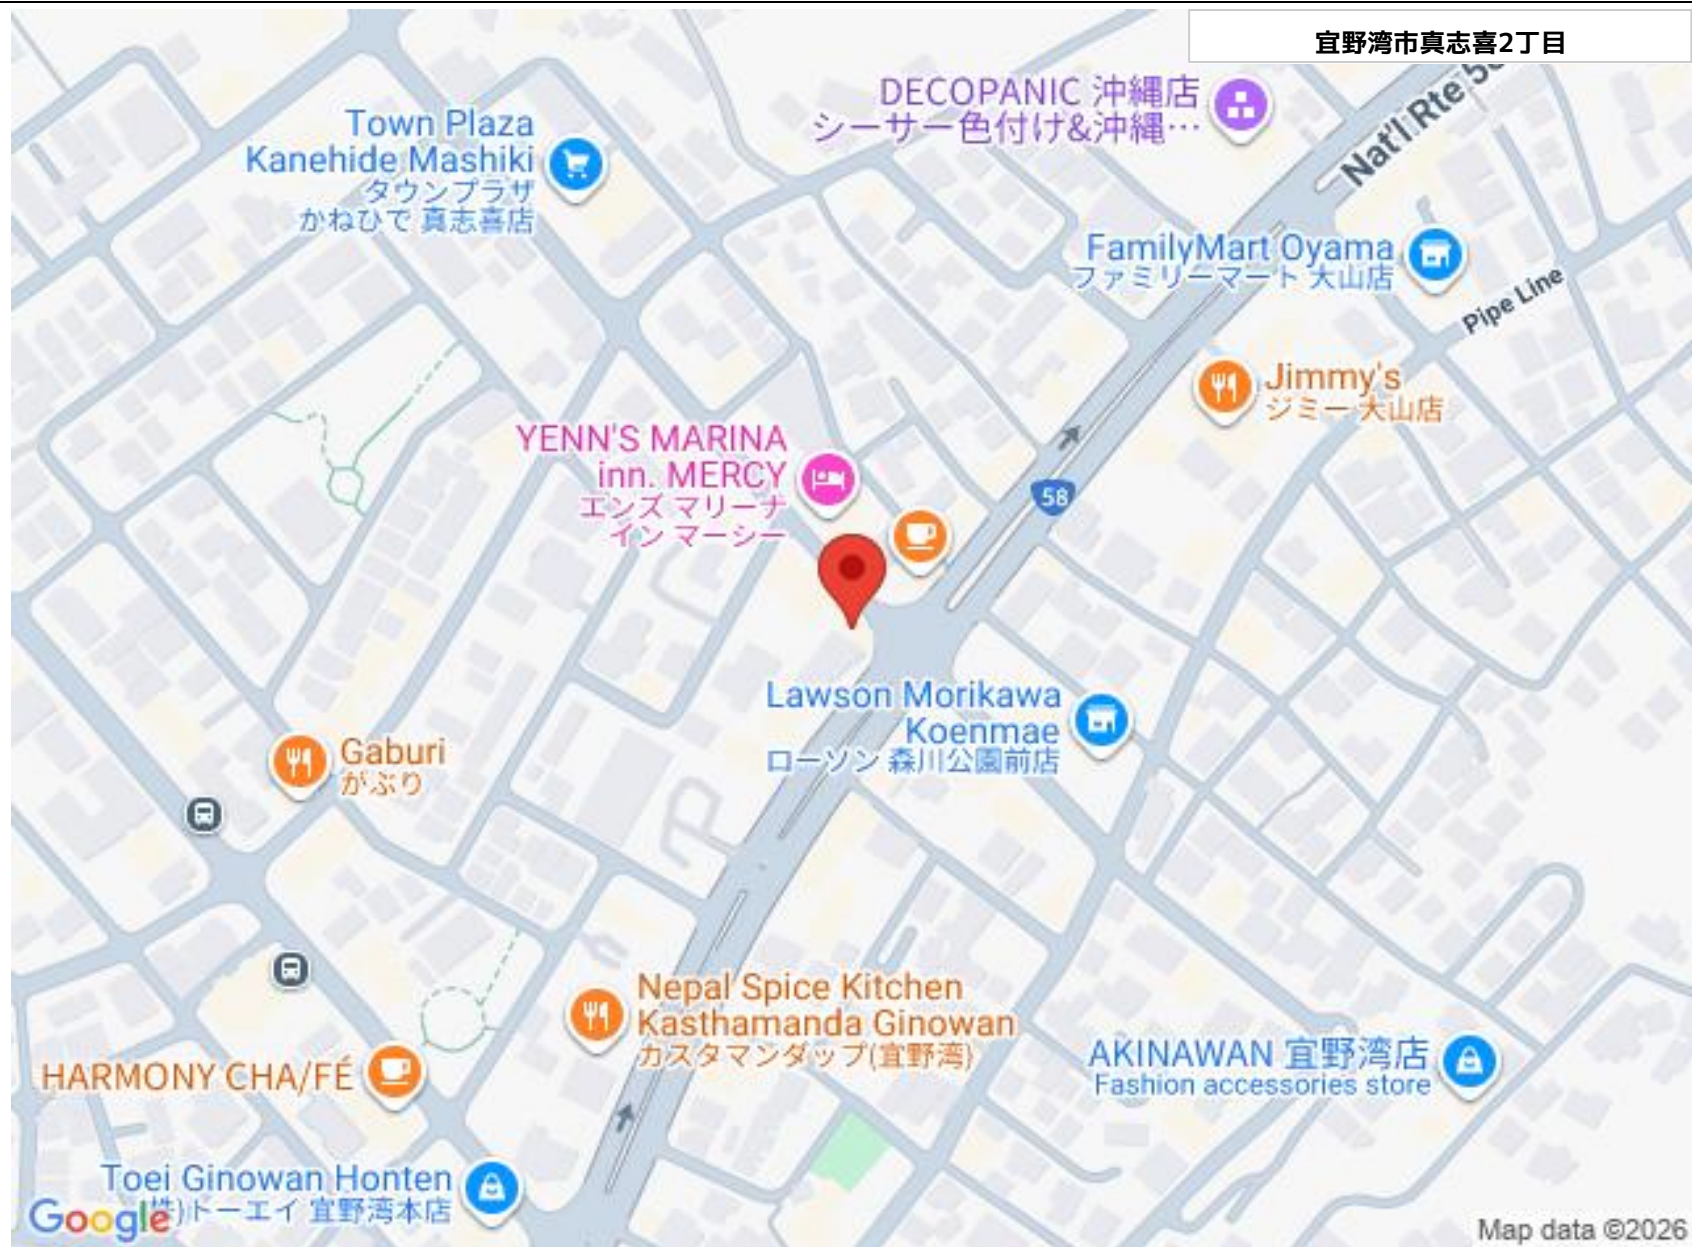 宜野湾市真志喜2丁目
Nat'l Rte 58
DECOPANIC 沖縄店
シーサー色付け&沖縄…
Town Plaza
Kanehide Mashiki
タウンプラザ
かねひで 真志喜店
FamilyMart Oyama
ファミリーマート 大山店
Pipe Line
Jimmy's
ジミー 大山店
YENN'S MARINA
inn. MERCY
エンズ マリーナ
イン マーシー
58
Lawson Morikawa
Koenmae
ローソン 森川公園前店
Gaburi
がぶり
Nepal Spice Kitchen
Kasthamanda Ginowan
カスタマンダップ(宜野湾)
AKINAWAN 宜野湾店
Fashion accessories store
HARMONY CHA/FÉ
Toei Ginowan Honten
株)トーエイ 宜野湾本店
Google
Map data ©2026